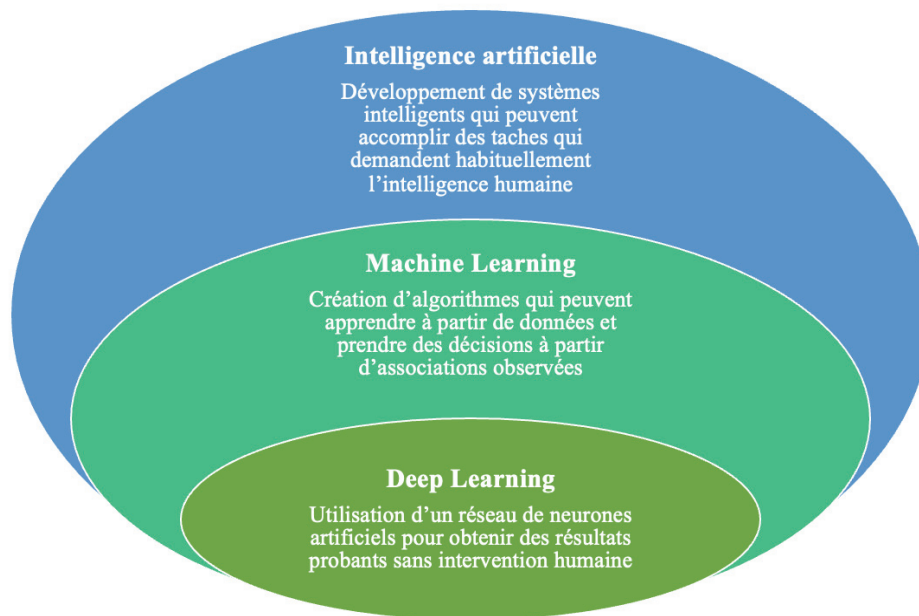 Intelligence artificielle
Développement de systèmes
intelligents qui peuvent
accomplir des taches qui
demandent habituellement
l’intelligence humaine
Machine Learning
Création d’algorithmes qui peuvent
apprendre à partir de données et
prendre des décisions à partir
d’associations observées
Deep Learning
Utilisation d’un réseau de neurones
artificiels pour obtenir des résultats
probants sans intervention humaine